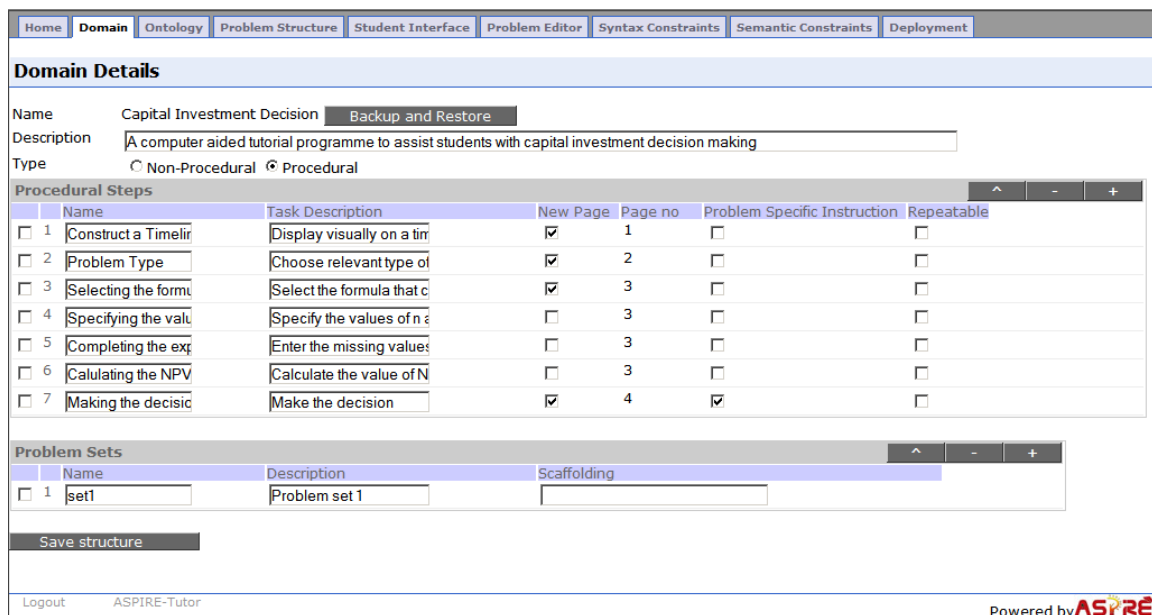 Home Domain Ontology Problem Structure Student Interface Problem Editor Syntax Constraints Semantic Constraints Deployment
Domain Details
Name Capital Investment Decision Backup and Restore
Description A computer aided tutorial programme to assist students with capital investment decision making
Type Non-Procedural Procedural
Procedural Steps ^ - +
Name Task Description New Page Page no Problem Specific Instruction Repeatable
1 Construct a Timelin Display visually on a tim 1
2 Problem Type Choose relevant type of 2
3 Selecting the formu Select the formula that c 3
4 Specifying the valu Specify the values of n a 3
5 Completing the exp Enter the missing values 3
6 Calulating the NPV Calculate the value of N 3
7 Making the decisio Make the decision 4
Problem Sets ^ - +
Name Description Scaffolding
1 set1 Problem set 1
Save structure
Logout ASPIRE-Tutor
Powered by ASPIRE